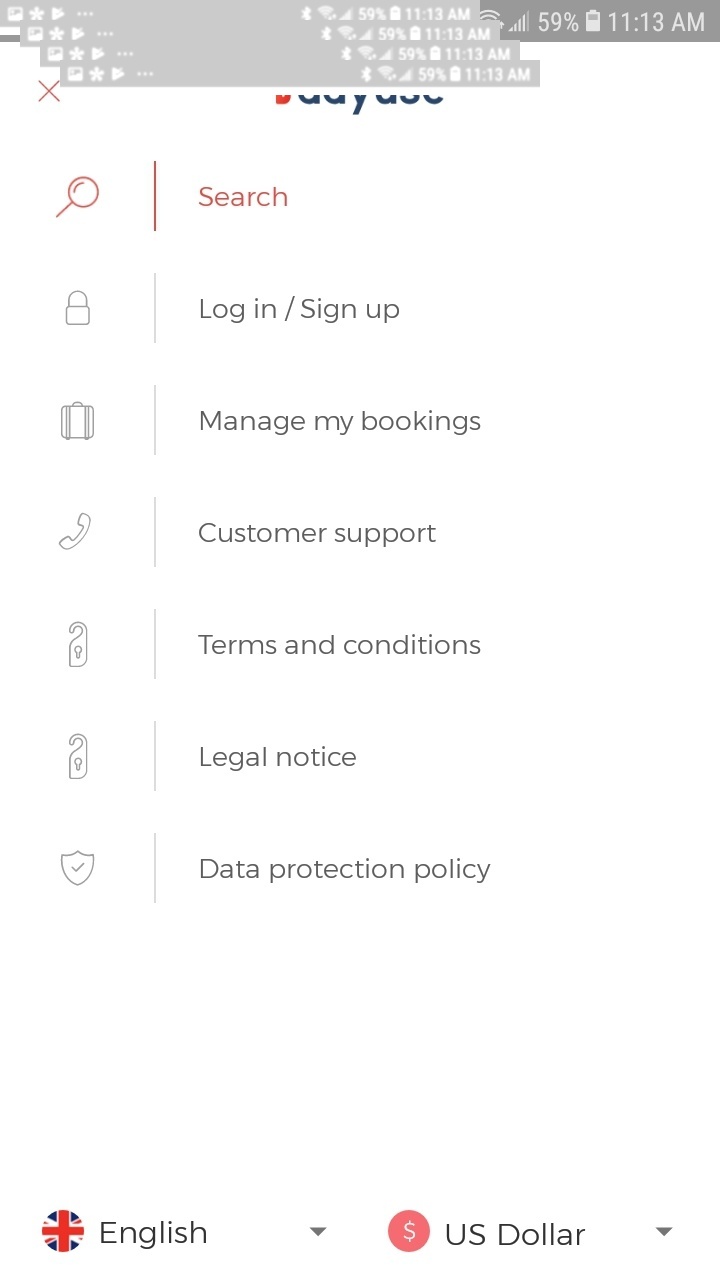 59% 11:13 AM
59% 11:13 AM
59% 11:13 AM
59% 11:13 AM
59% 11:13 AM
Search
Log in / Sign up
Manage my bookings
Customer support
Terms and conditions
Legal notice
Data protection policy
English
$ US Dollar